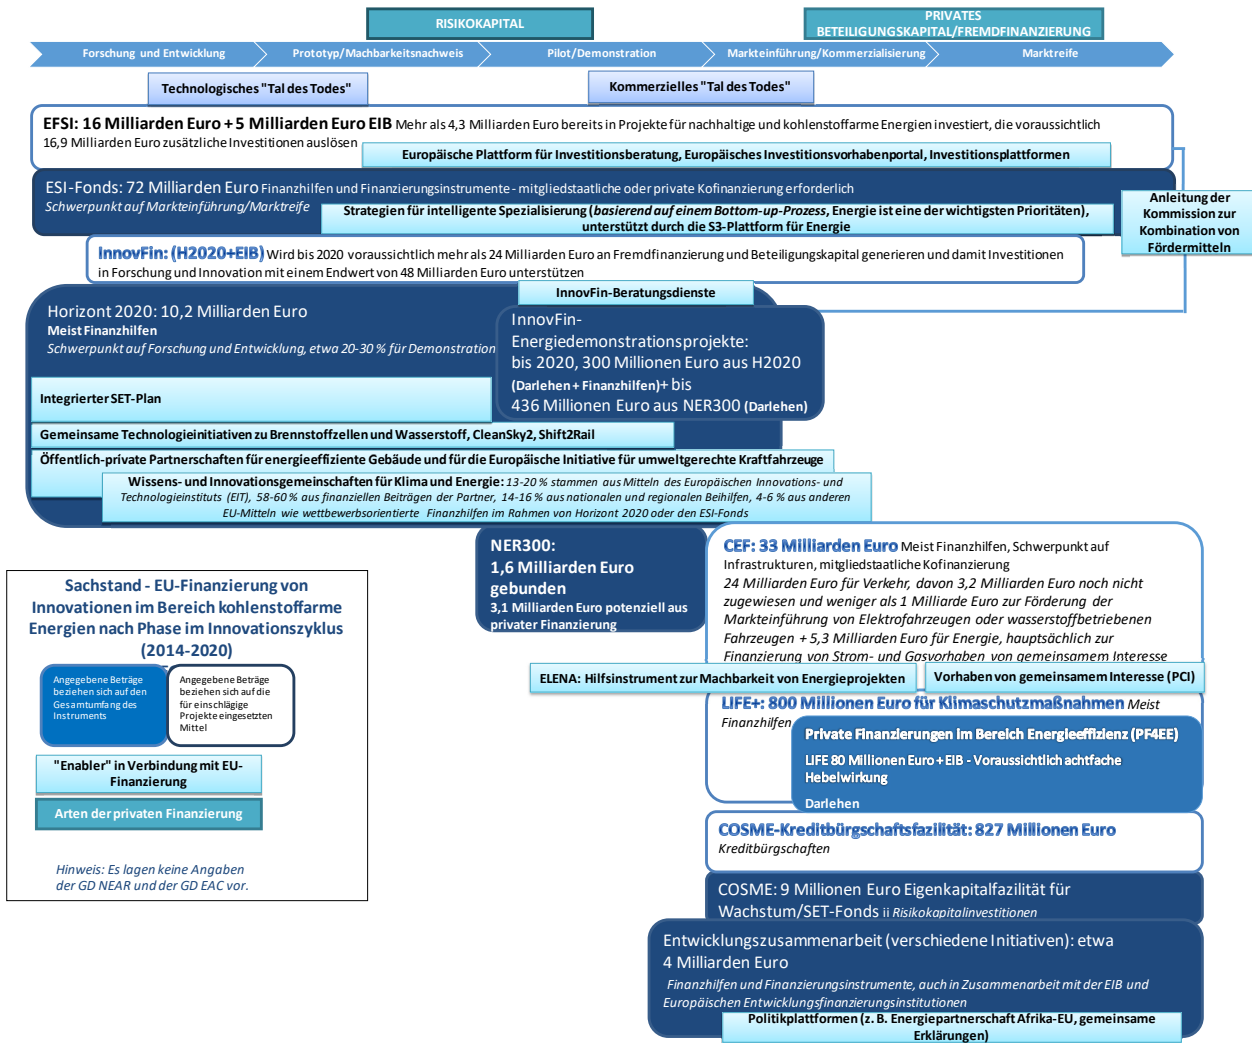 RISIKOKAPITAL
PRIVATES
BETEILIGUNGSKAPITAL/FREMDFINANZIERUNG
Forschung und Entwicklung
Prototyp/Machbarkeitsnachweis
Pilot/Demonstration
Markteinführung/Kommerzialisierung
Marktreife
Technologisches "Tal des Todes"
Kommerzielles "Tal des Todes"
EFSI: 16 Milliarden Euro + 5 Milliarden Euro EIB Mehr als 4,3 Milliarden Euro bereits in Projekte für nachhaltige und kohlenstoffarme Energien investiert, die voraussichtlich
16,9 Milliarden Euro zusätzliche Investitionen auslösen
Europäische Plattform für Investitionsberatung, Europäisches Investitionsvorhabenportal, Investitionsplattformen
ESI-Fonds: 72 Milliarden Euro Finanzhilfen und Finanzierungsinstrumente - mitgliedstaatliche oder private Kofinanzierung erforderlich
Schwerpunkt auf Markteinführung/Marktreife
Strategien für intelligente Spezialisierung (basierend auf einem Bottom-up-Prozess, Energie ist eine der wichtigsten Prioritäten),
unterstützt durch die S3-Plattform für Energie
Anleitung der
Kommission zur
Kombination von
Fördermitteln
InnovFin: (H2020+EIB) Wird bis 2020 voraussichtlich mehr als 24 Milliarden Euro an Fremdfinanzierung und Beteiligungskapital generieren und damit Investitionen
in Forschung und Innovation mit einem Endwert von 48 Milliarden Euro unterstützen
InnovFin-Beratungsdienste
Horizont 2020: 10,2 Milliarden Euro
Meist Finanzhilfen
Schwerpunkt auf Forschung und Entwicklung, etwa 20-30 % für Demonstration
InnovFin-
Energiedemonstrationsprojekte:
bis 2020, 300 Millionen Euro aus H2020
(Darlehen + Finanzhilfen)+ bis
436 Millionen Euro aus NER300 (Darlehen)
Integrierter SET-Plan
Gemeinsame Technologieinitiativen zu Brennstoffzellen und Wasserstoff, CleanSky2, Shift2Rail
Öffentlich-private Partnerschaften für energieeffiziente Gebäude und für die Europäische Initiative für umweltgerechte Kraftfahrzeuge
Wissens- und Innovationsgemeinschaften für Klima und Energie: 13-20 % stammen aus Mitteln des Europäischen Innovations- und
Technologieinstituts (EIT), 58-60 % aus finanziellen Beiträgen der Partner, 14-16 % aus nationalen und regionalen Beihilfen, 4-6 % aus anderen
EU-Mitteln wie wettbewerbsorientierte Finanzhilfen im Rahmen von Horizont 2020 oder den ESI-Fonds
NER300:
1,6 Milliarden Euro
gebunden
3,1 Milliarden Euro potenziell aus
privater Finanzierung
CEF: 33 Milliarden Euro Meist Finanzhilfen, Schwerpunkt auf
Infrastrukturen, mitgliedstaatliche Kofinanzierung
24 Milliarden Euro für Verkehr, davon 3,2 Milliarden Euro noch nicht
zugewiesen und weniger als 1 Milliarde Euro zur Förderung der
Markteinführung von Elektrofahrzeugen oder wasserstoffbetriebenen
Fahrzeugen + 5,3 Milliarden Euro für Energie, hauptsächlich zur
Finanzierung von Strom- und Gasvorhaben von gemeinsamem Interesse
ELENA: Hilfsinstrument zur Machbarkeit von Energieprojekten
Vorhaben von gemeinsamem Interesse (PCI)
LIFE+: 800 Millionen Euro für Klimaschutzmaßnahmen Meist
Finanzhilfen
Private Finanzierungen im Bereich Energieeffizienz (PF4EE)
LIFE 80 Millionen Euro + EIB - Voraussichtlich achtfache
Hebelwirkung
Darlehen
COSME-Kreditbürgschaftsfazilität: 827 Millionen Euro
Kreditbürgschaften
COSME: 9 Millionen Euro Eigenkapitalfazilität für
Wachstum/SET-Fonds ii Risikokapitalinvestitionen
Entwicklungszusammenarbeit (verschiedene Initiativen): etwa
4 Milliarden Euro
Finanzhilfen und Finanzierungsinstrumente, auch in Zusammenarbeit mit der EIB und
Europäischen Entwicklungsfinanzierungsinstitutionen
Politikplattformen (z. B. Energiepartnerschaft Afrika-EU, gemeinsame
Erklärungen)
Sachstand - EU-Finanzierung von
Innovationen im Bereich kohlenstoffarme
Energien nach Phase im Innovationszyklus
(2014-2020)
Angegebene Beträge
beziehen sich auf den
Gesamtumfang des
Instruments
Angegebene Beträge
beziehen sich auf die
für einschlägige
Projekte eingesetzten
Mittel
"Enabler" in Verbindung mit EU-
Finanzierung
Arten der privaten Finanzierung
Hinweis: Es lagen keine Angaben
der GD NEAR und der GD EAC vor.